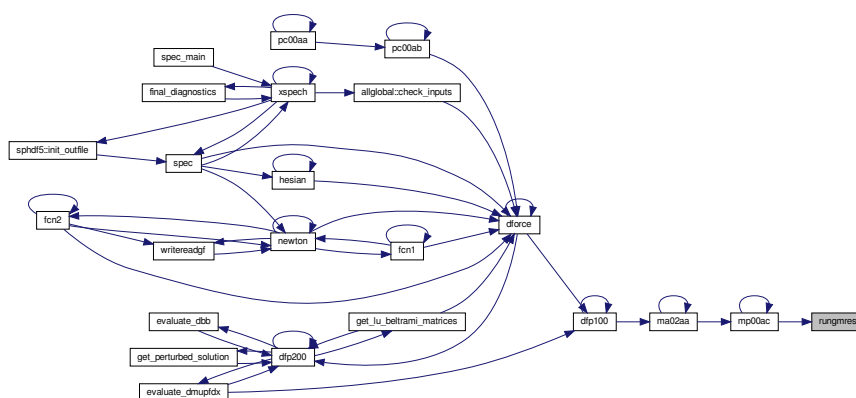 pc00aa
pc00ab
spec_main
xspech
final_diagnostics
allglobal::check_inputs
sphdf5::init_outfile
spec
hesian
fcn2
dforce
newton
writereadgf
fcn1
evaluate_dbb
get_lu_beltrami_matrices
dfp100
ma02aa
mp00ac
rungmres
get_perturbed_solution
dfp200
evaluate_dmupfdx